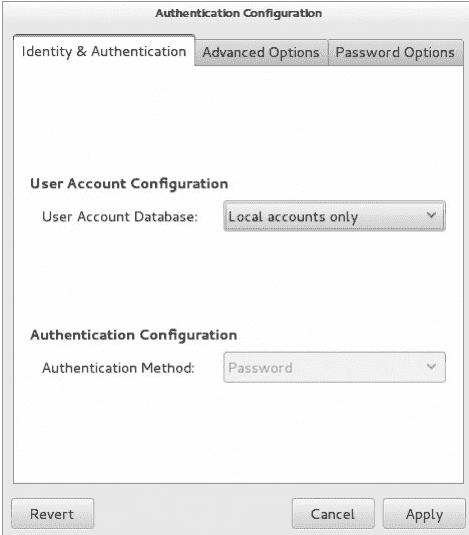 Authentication Configuration
Identity & Authentication
Advanced Options
Password Options
User Account Configuration
User Account Database:
Local accounts only
Authentication Configuration
Authentication Method:
Password
Revert
Cancel
Apply